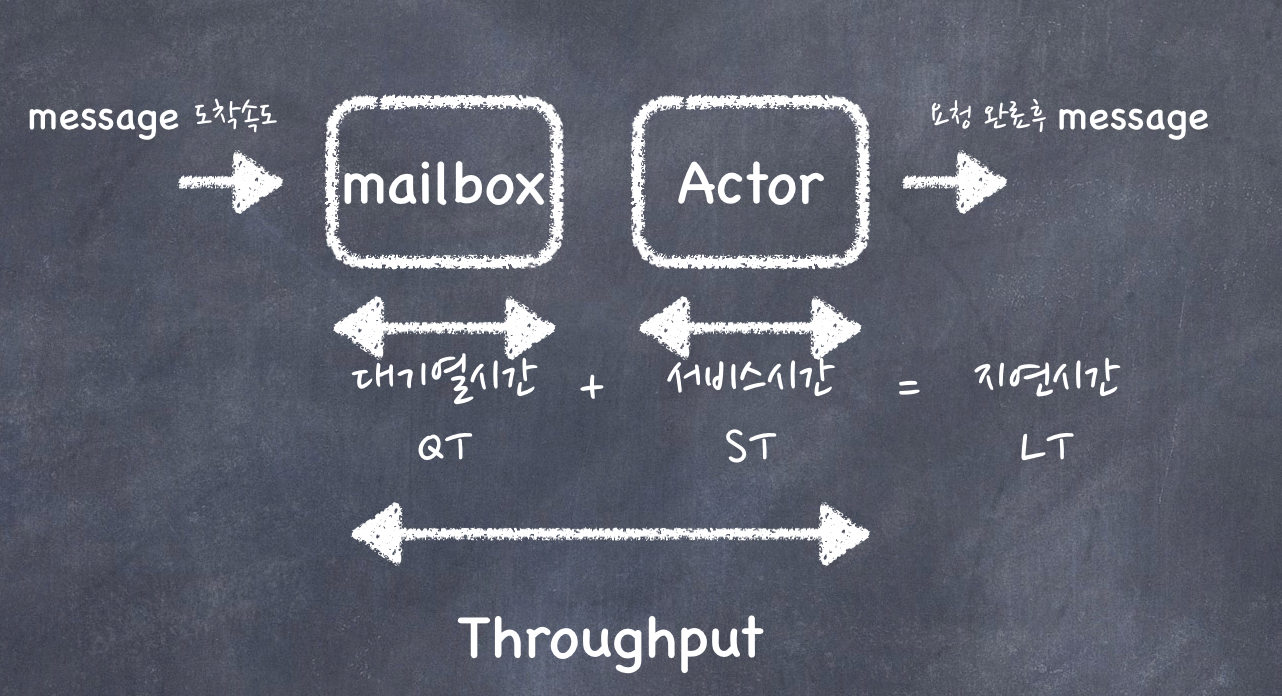 message 도착속도
요청 완료후 message
mailbox
Actor
대기열시간 + 서비스시간 = 지연시간
QT ST LT
Throughput